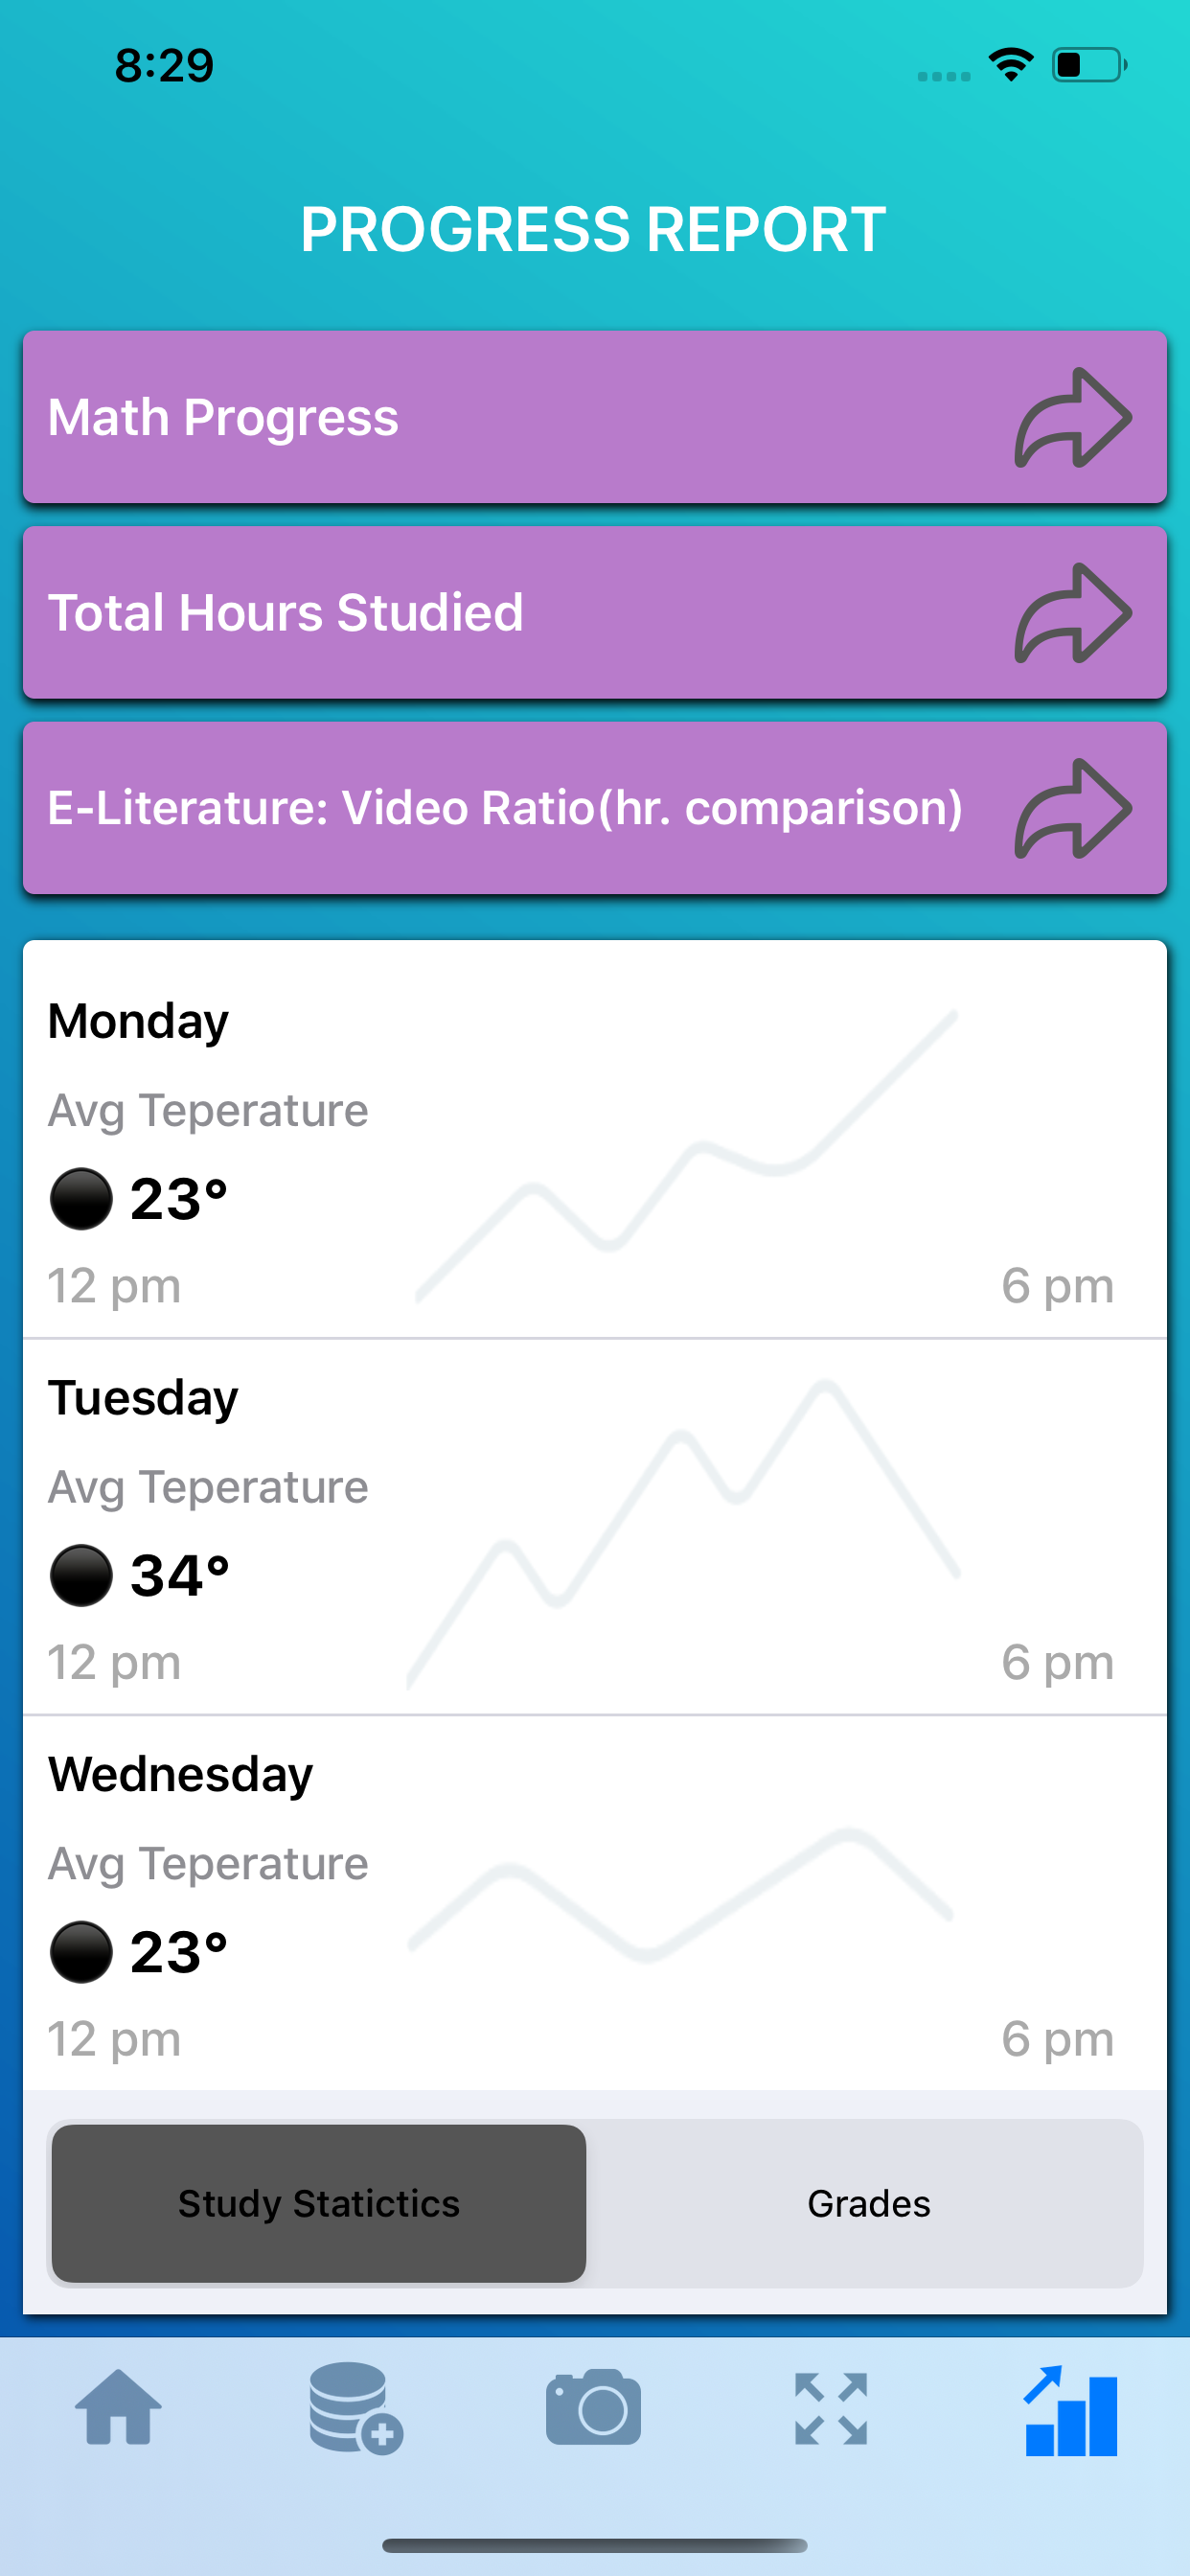 8:29
PROGRESS REPORT
Math Progress
Total Hours Studied
E-Literature: Video Ratio(hr. comparison)
Monday
Avg Teperature
23°
12 pm
6 pm
Tuesday
Avg Teperature
34°
12 pm
6 pm
Wednesday
Avg Teperature
23°
12 pm
6 pm
Study Statictics
Grades